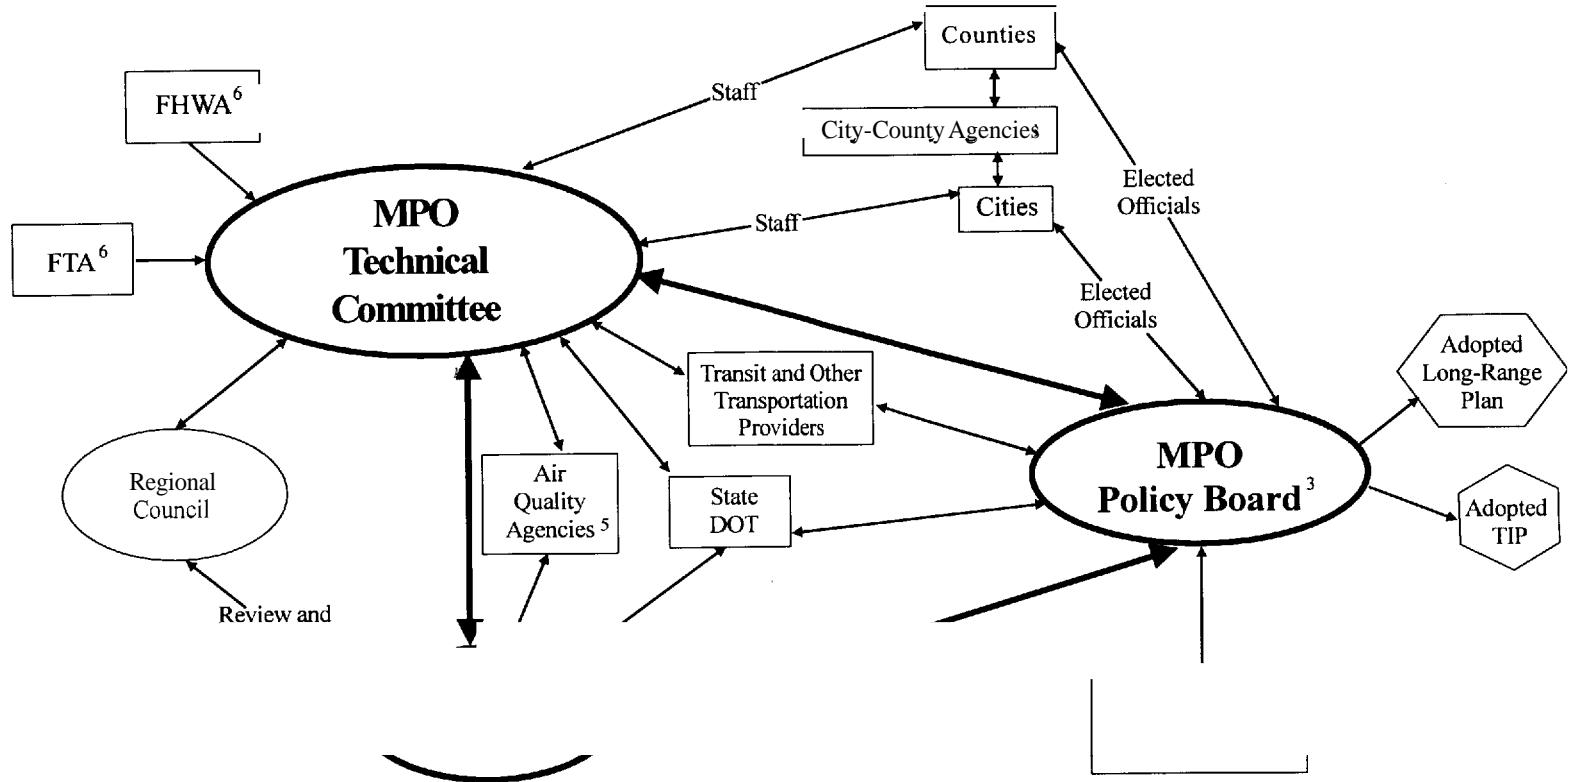 Counties
FHWA6
Staff
City-County Agencies
Elected
Officials
MPO
Technical
Committee
Staff
Cities
FTA6
Elected
Officials
Transit and Other
Transportation
Providers
Adopted
Long-Range
Plan
MPO
Policy Board3
Regional
Council
Air
Quality
Agencies5
State
DOT
Adopted
TIP
Review and